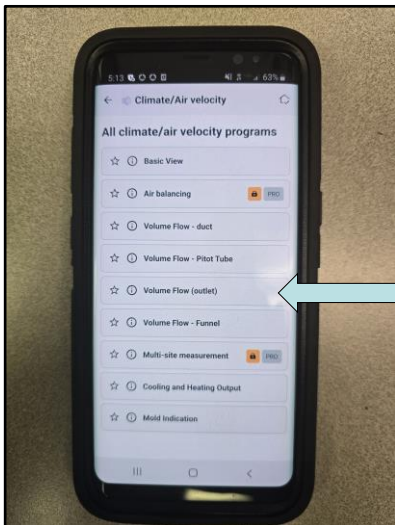 5:13 63%
Climate/Air velocity
All climate/air velocity programs
Basic View
Air balancing PRO
Volume Flow - duct
Volume Flow - Pitot Tube
Volume Flow (outlet)
Volume Flow - Funnel
Multi-site measurement PRO
Cooling and Heating Output
Mold Indication